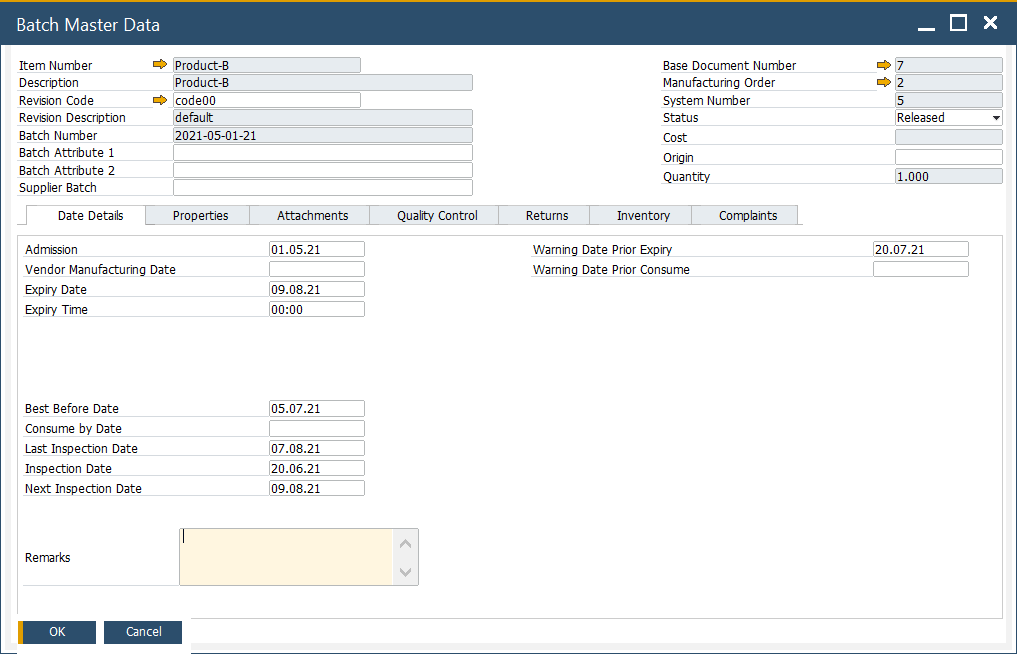 Batch Master Data
Item Number Product-B
Description Product-B
Revision Code code00
Revision Description default
Batch Number 2021-05-01-21
Batch Attribute 1
Batch Attribute 2
Supplier Batch
Base Document Number 7
Manufacturing Order 2
System Number 5
Status Released
Cost
Origin
Quantity 1.000
Date Details Properties Attachments Quality Control Returns Inventory Complaints
Admission 01.05.21
Vendor Manufacturing Date
Expiry Date 09.08.21
Expiry Time 00:00
Warning Date Prior Expiry 20.07.21
Warning Date Prior Consume
Best Before Date 05.07.21
Consume by Date
Last Inspection Date 07.08.21
Inspection Date 20.06.21
Next Inspection Date 09.08.21
Remarks
OK Cancel